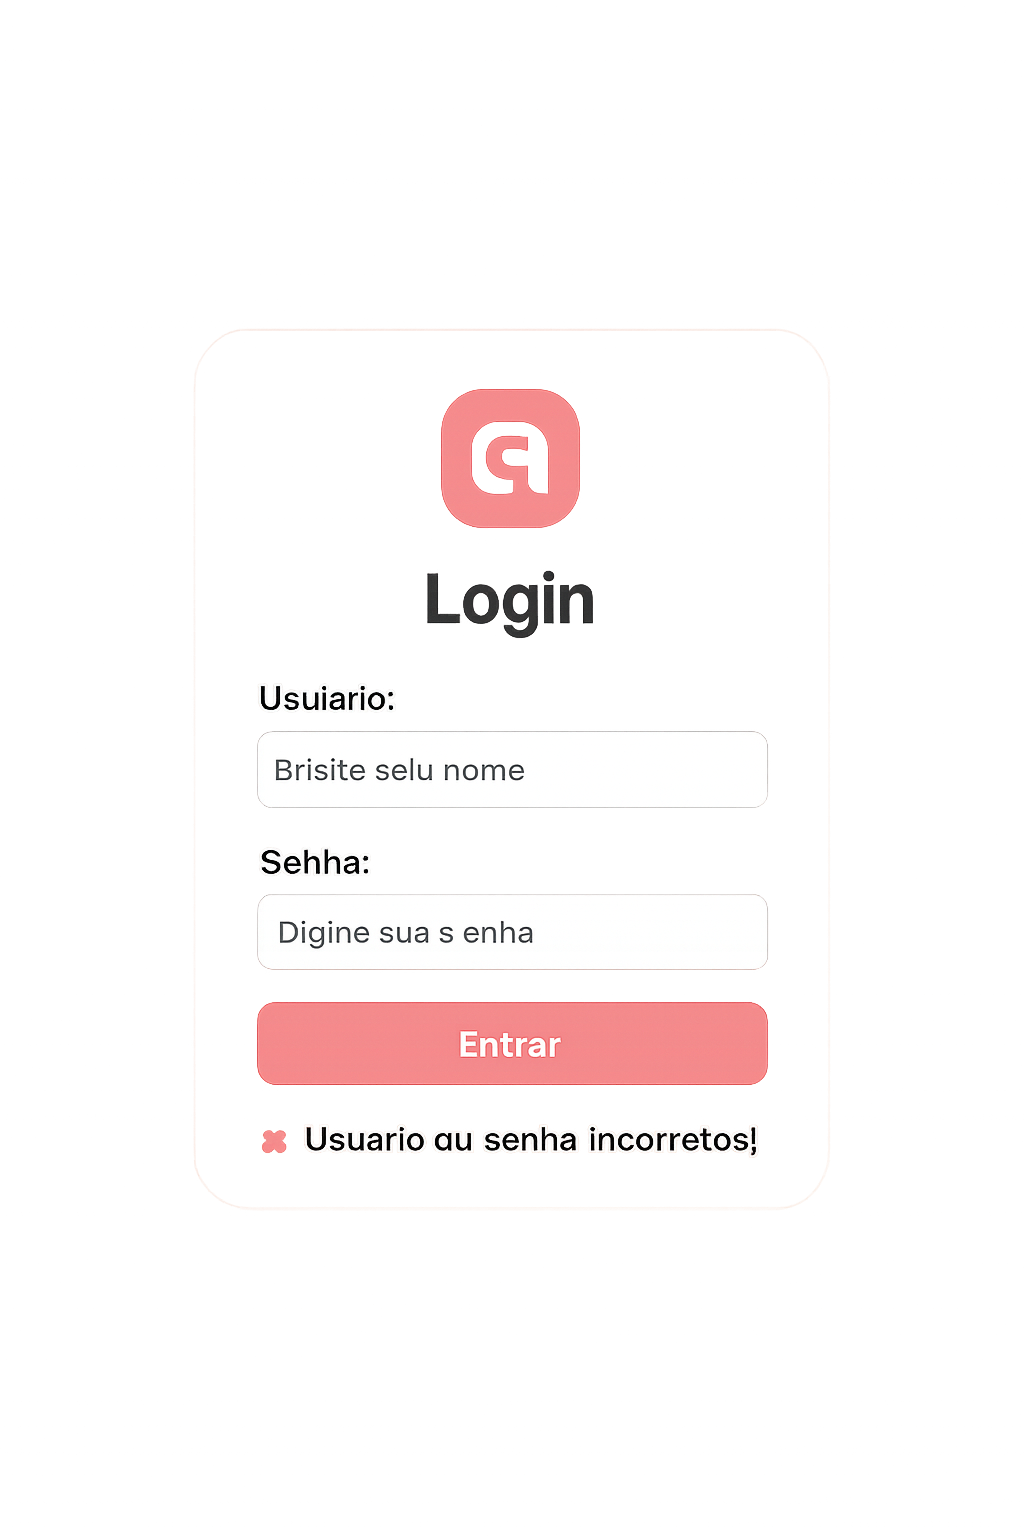 Login
Usuiario:
Brisite selu nome
Sehha:
Digine sua s enha
Entrar
Usuario au senha incorretos!